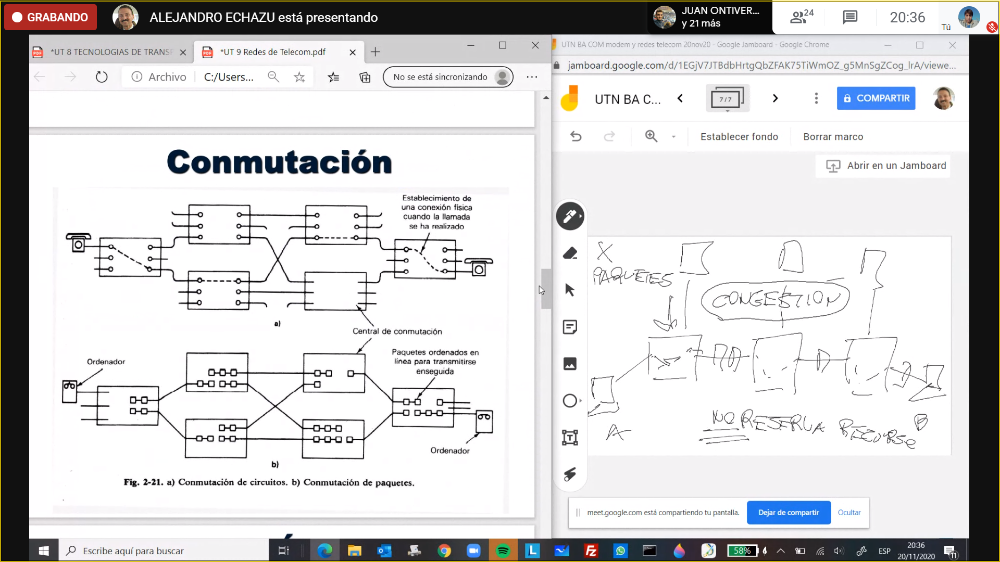 GRABANDO
ALEJANDRO ECHAZU está presentando
JUAN ONTIVER...
y 21 más
24
20:36
Tú
*UT 8 TECNOLOGIAS DE TRANSF
*UT 9 Redes de Telecom.pdf
UTN BA COM modem y redes telecom 20nov20 - Google Jamboard - Google Chrome
Archivo
C:/Users...
No se está sincronizando
jamboard.google.com/d/1EGjV7JTBdbHrtgQbZFAK75TiWmOZ_g5MnSgZCog_lrA/viewe...
UTN BA C...
7 / 7
COMPARTIR
Establecer fondo
Borrar marco
Abrir en un Jamboard
Conmutación
Establecimiento de
una conexión física
cuando la llamada
se ha realizado
a)
Central de conmutación
Ordenador
Paquetes ordenados en
línea para transmitirse
enseguida
Ordenador
b)
Fig. 2-21. a) Conmutación de circuitos. b) Conmutación de paquetes.
X
PAQUETES
CONGESTION
A
B
NO RESERVA RECURSO
meet.google.com está compartiendo tu pantalla.
Dejar de compartir
Ocultar
Escribe aquí para buscar
58%
ESP
20:36
20/11/2020
11